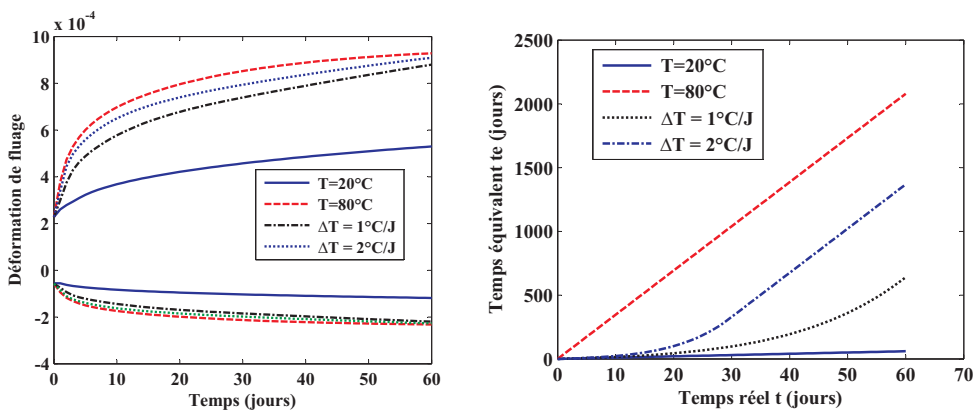 x 10⁻⁴
10
8
6
4
2
0
-2
-4
Déformation de fluage
0 10 20 30 40 50 60
Temps (jours)
T=20°C
T=80°C
ΔT = 1°C/J
ΔT = 2°C/J
2500
2000
1500
1000
500
0
Temps équivalent te (jours)
0 10 20 30 40 50 60 70
Temps réel t (jours)
T=20°C
T=80°C
ΔT = 1°C/J
ΔT = 2°C/J